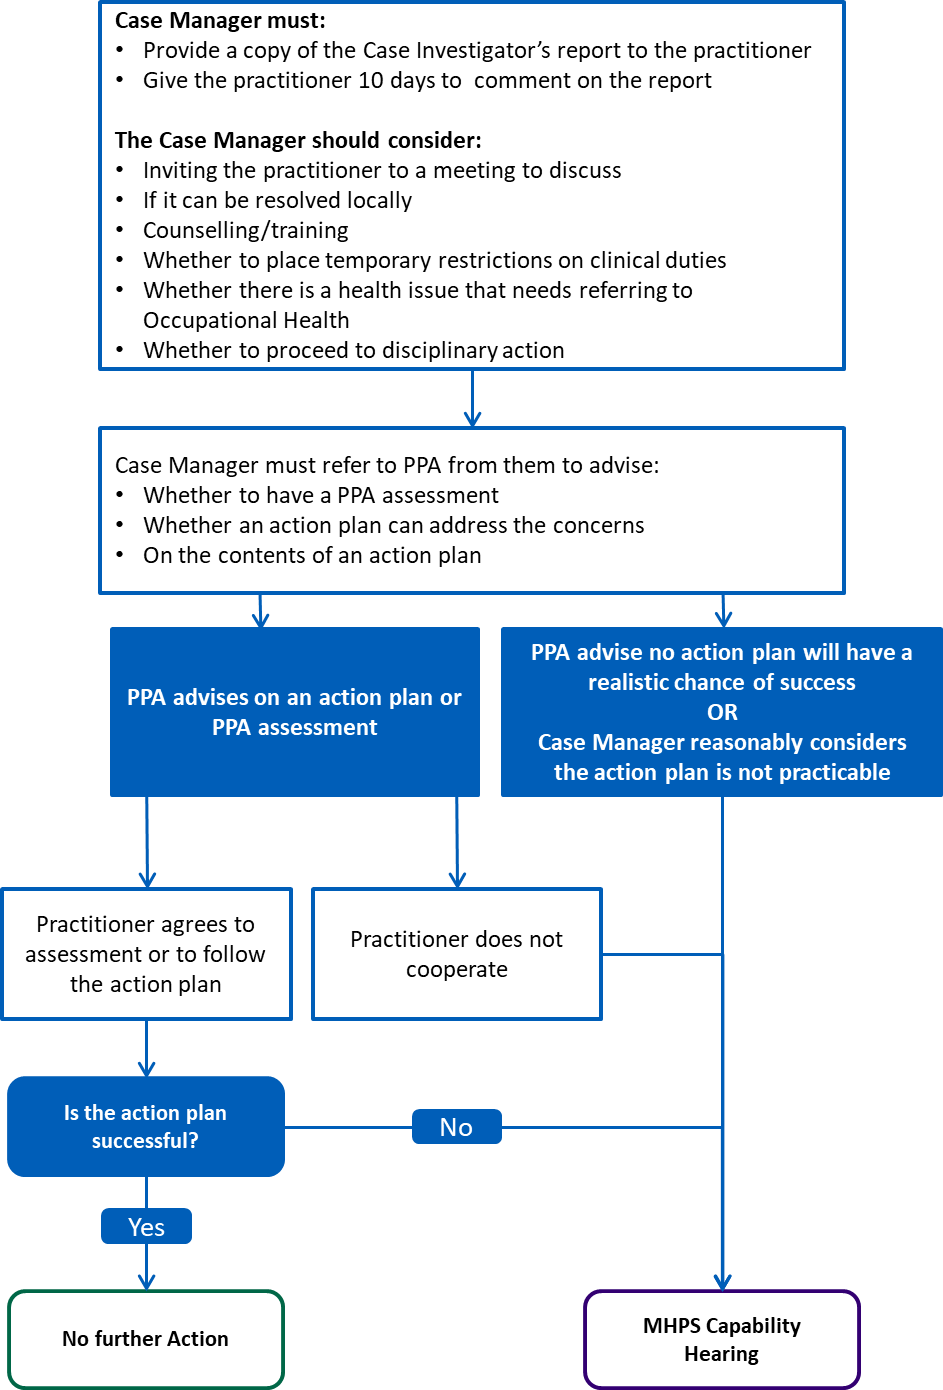 Case Manager must:
• Provide a copy of the Case Investigator’s report to the practitioner
• Give the practitioner 10 days to  comment on the report
The Case Manager should consider:
• Inviting the practitioner to a meeting to discuss
• If it can be resolved locally
• Counselling/training
• Whether to place temporary restrictions on clinical duties
• Whether there is a health issue that needs referring to
Occupational Health
• Whether to proceed to disciplinary action
Case Manager must refer to PPA from them to advise:
• Whether to have a PPA assessment
• Whether an action plan can address the concerns
• On the contents of an action plan
PPA advises on an action plan or
PPA assessment
PPA advise no action plan will have a
realistic chance of success
OR
Case Manager reasonably considers
the action plan is not practicable
Practitioner agrees to
assessment or to follow
the action plan
Practitioner does not
cooperate
Is the action plan
successful?
No
Yes
No further Action
MHPS Capability
Hearing